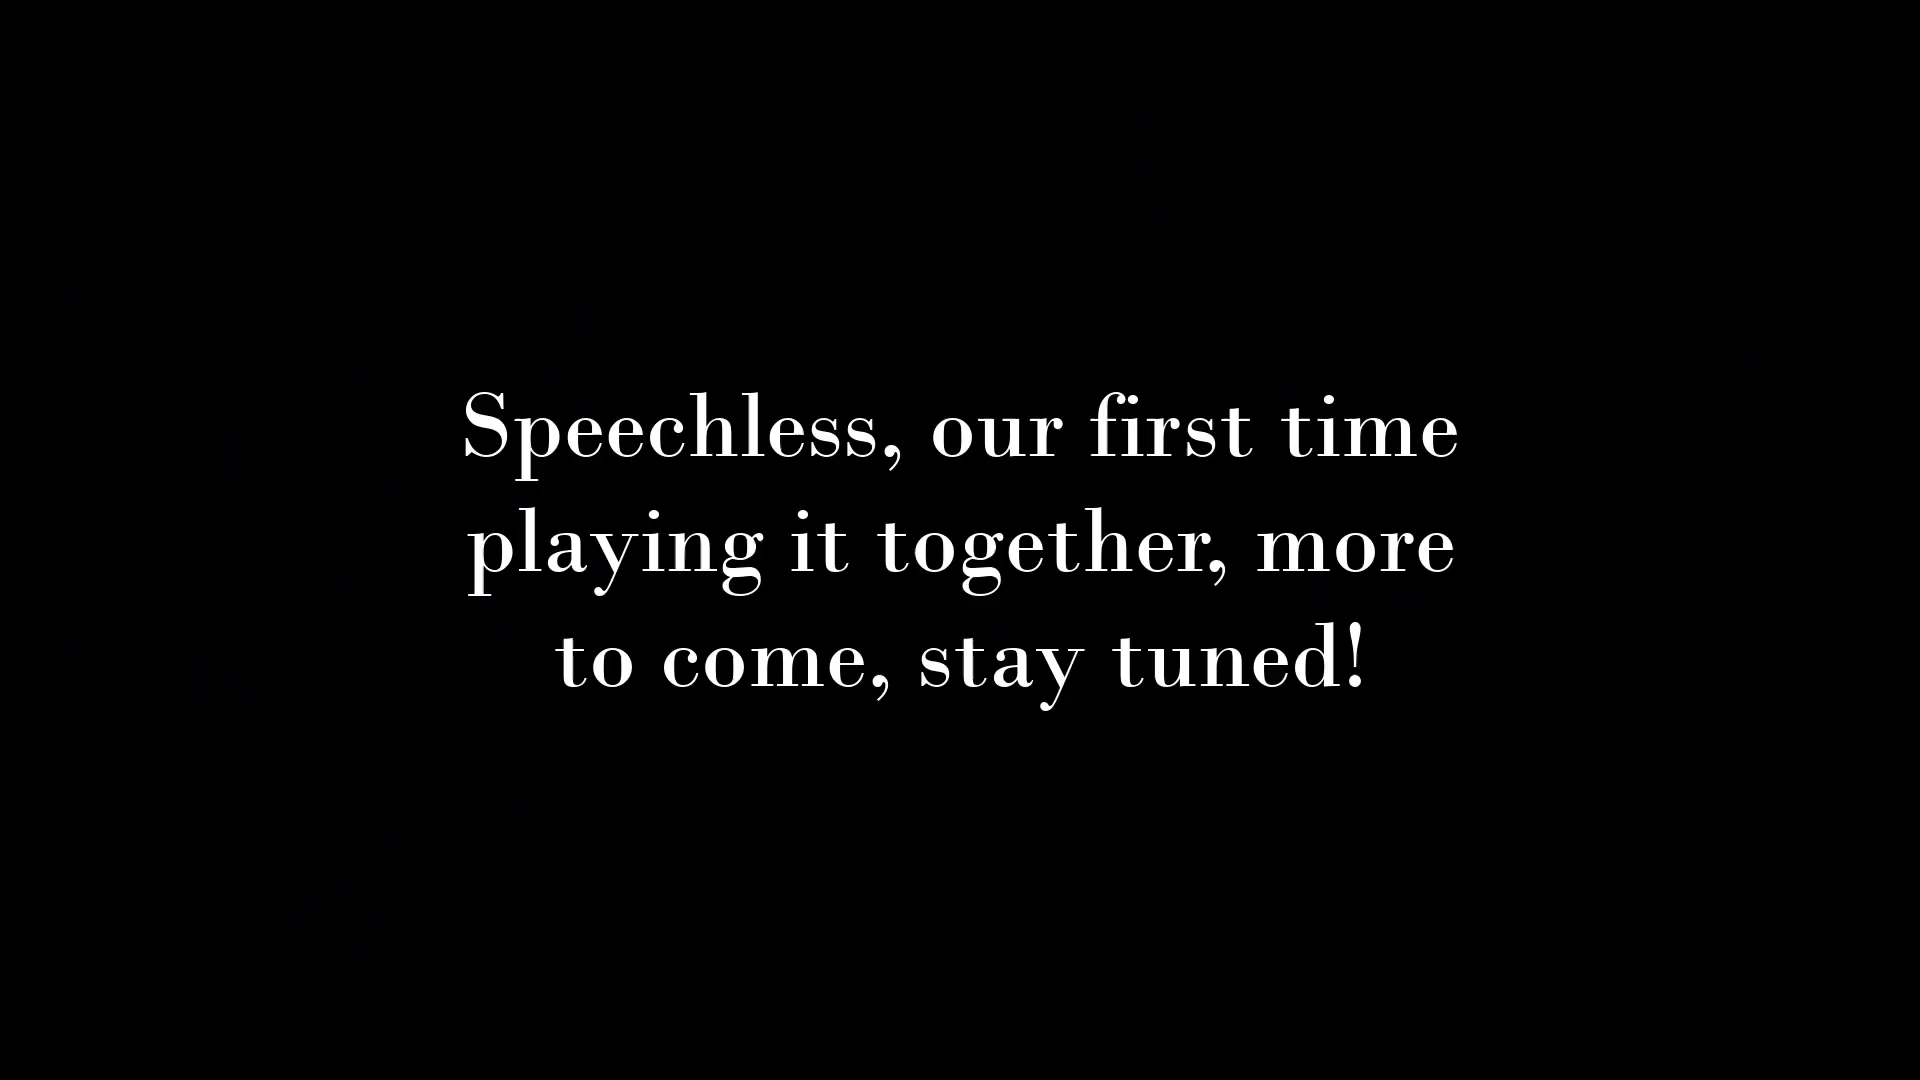 Speechless, our first time
playing it together, more
to come, stay tuned!